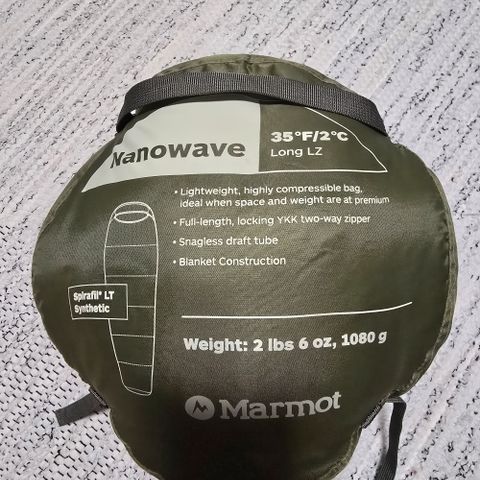 Nanowave
35°F/2°C
Long LZ
• Lightweight, highly compressible bag,
ideal when space and weight are at premium
• Full-length, locking YKK two-way zipper
• Snagless draft tube
• Blanket Construction
Spirafil® LT
Synthetic
Weight: 2 lbs 6 oz, 1080 g
Marmot